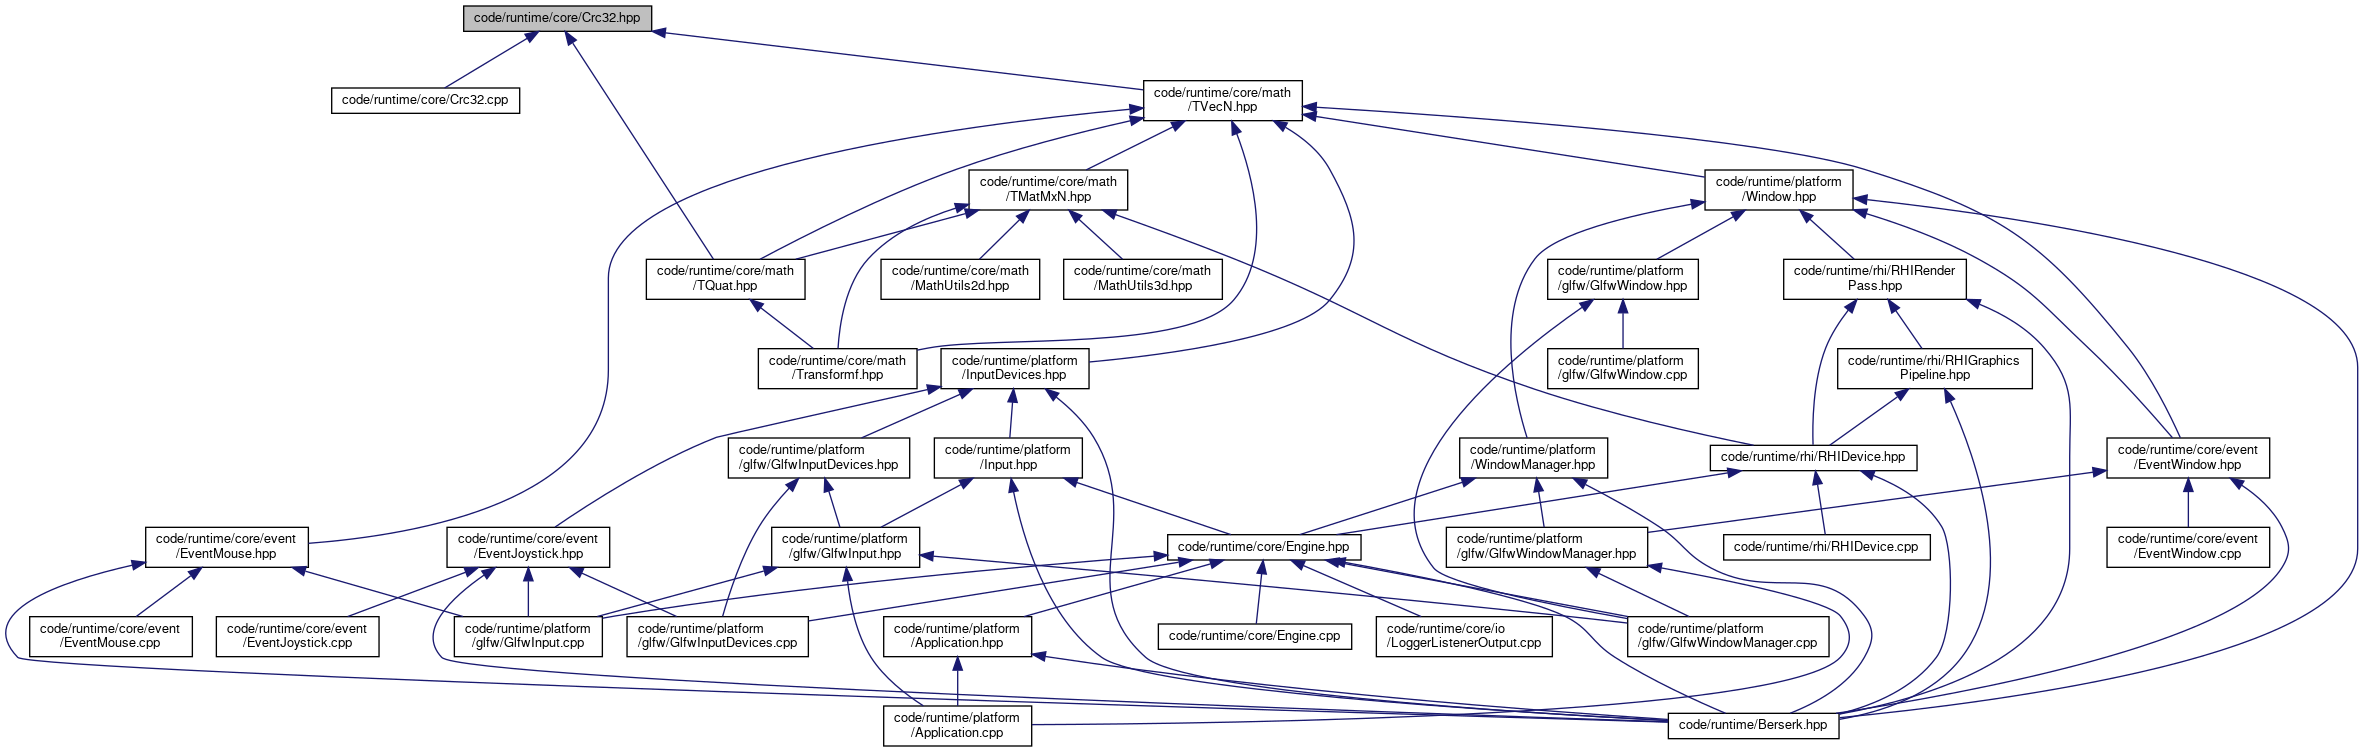 code/runtime/core/Crc32.hpp
code/runtime/core/Crc32.cpp
code/runtime/core/math
/TVecN.hpp
code/runtime/core/math
/TMatMxN.hpp
code/runtime/platform
/Window.hpp
code/runtime/core/math
/TQuat.hpp
code/runtime/core/math
/MathUtils2d.hpp
code/runtime/core/math
/MathUtils3d.hpp
code/runtime/platform
/glfw/GlfwWindow.hpp
code/runtime/rhi/RHIRender
Pass.hpp
code/runtime/core/math
/Transformf.hpp
code/runtime/platform
/InputDevices.hpp
code/runtime/platform
/glfw/GlfwWindow.cpp
code/runtime/rhi/RHIGraphics
Pipeline.hpp
code/runtime/platform
/glfw/GlfwInputDevices.hpp
code/runtime/platform
/Input.hpp
code/runtime/platform
/WindowManager.hpp
code/runtime/rhi/RHIDevice.hpp
code/runtime/core/event
/EventWindow.hpp
code/runtime/core/event
/EventMouse.hpp
code/runtime/core/event
/EventJoystick.hpp
code/runtime/platform
/glfw/GlfwInput.hpp
code/runtime/core/Engine.hpp
code/runtime/platform
/glfw/GlfwWindowManager.hpp
code/runtime/rhi/RHIDevice.cpp
code/runtime/core/event
/EventWindow.cpp
code/runtime/core/event
/EventMouse.cpp
code/runtime/core/event
/EventJoystick.cpp
code/runtime/platform
/glfw/GlfwInput.cpp
code/runtime/platform
/glfw/GlfwInputDevices.cpp
code/runtime/platform
/Application.hpp
code/runtime/core/Engine.cpp
code/runtime/core/io
/LoggerListenerOutput.cpp
code/runtime/platform
/glfw/GlfwWindowManager.cpp
code/runtime/platform
/Application.cpp
code/runtime/Berserk.hpp